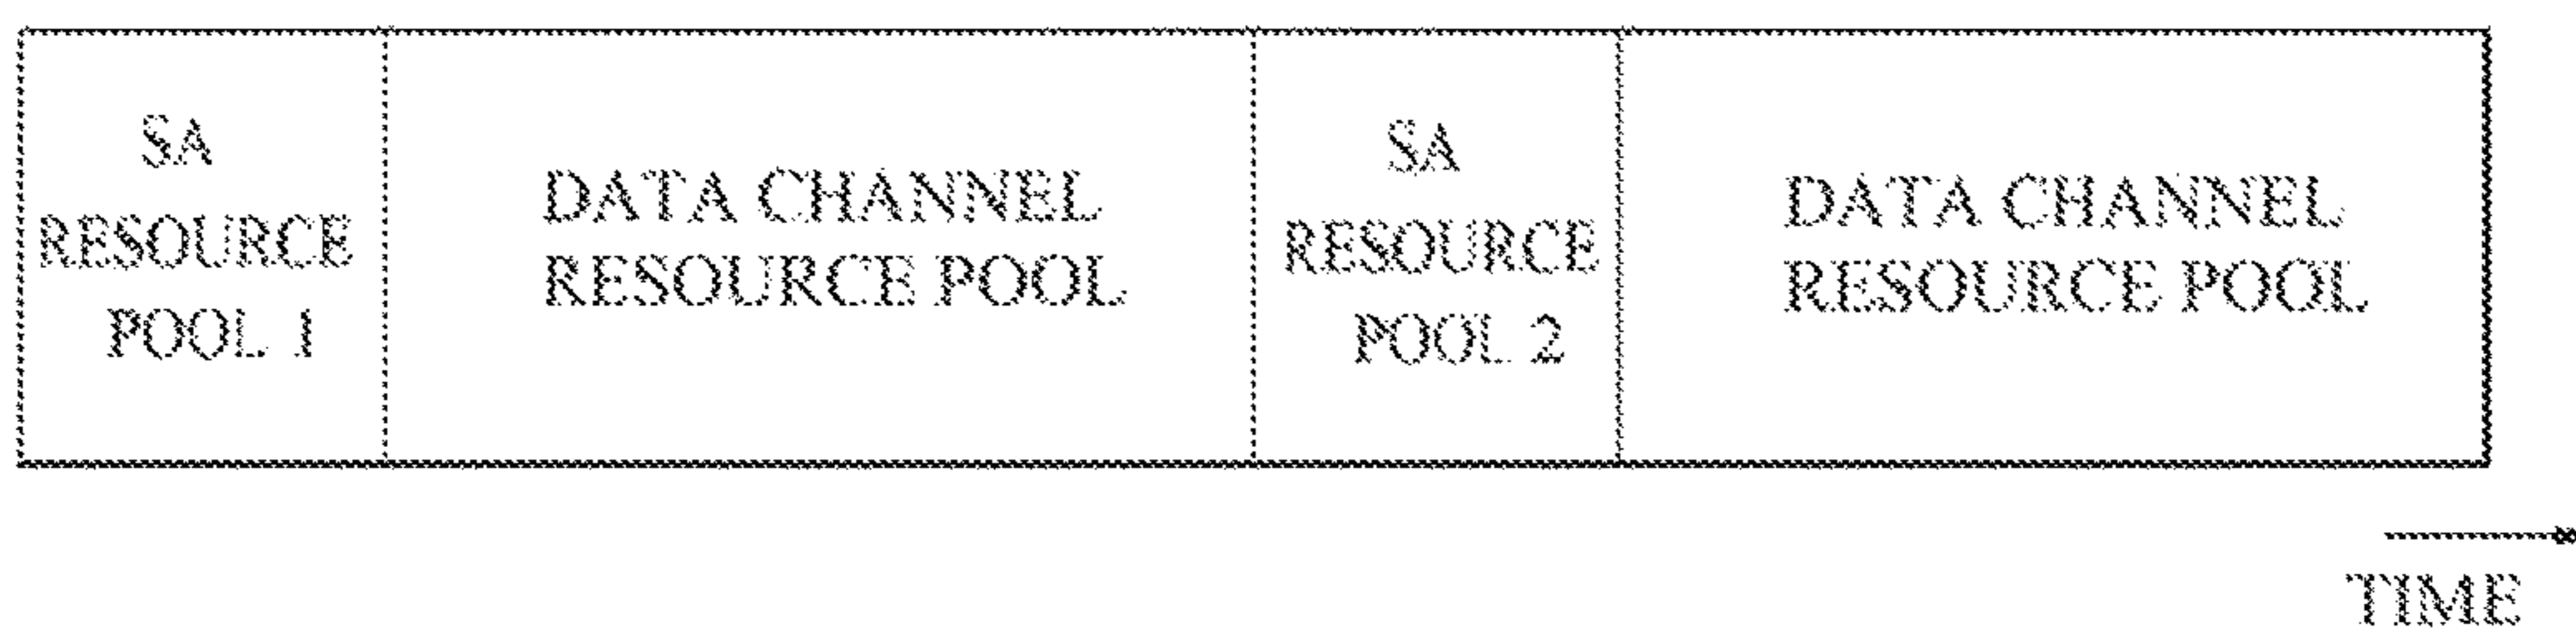 SA
RESOURCE
POOL 1
DATA CHANNEL
RESOURCE POOL
SA
RESOURCE
POOL 2
DATA CHANNEL
RESOURCE POOL
TIME